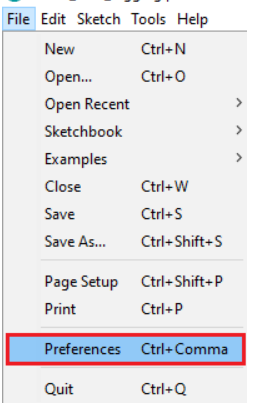 File Edit Sketch Tools Help
New Ctrl+N
Open... Ctrl+O
Open Recent >
Sketchbook >
Examples >
Close Ctrl+W
Save Ctrl+S
Save As... Ctrl+Shift+S
Page Setup Ctrl+Shift+P
Print Ctrl+P
Preferences Ctrl+Comma
Quit Ctrl+Q